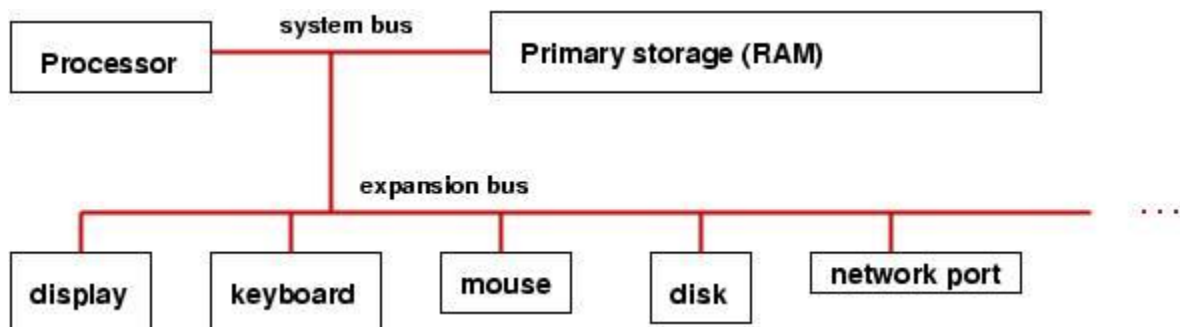 system bus
Processor
Primary storage (RAM)
expansion bus
. . .
display
keyboard
mouse
disk
network port